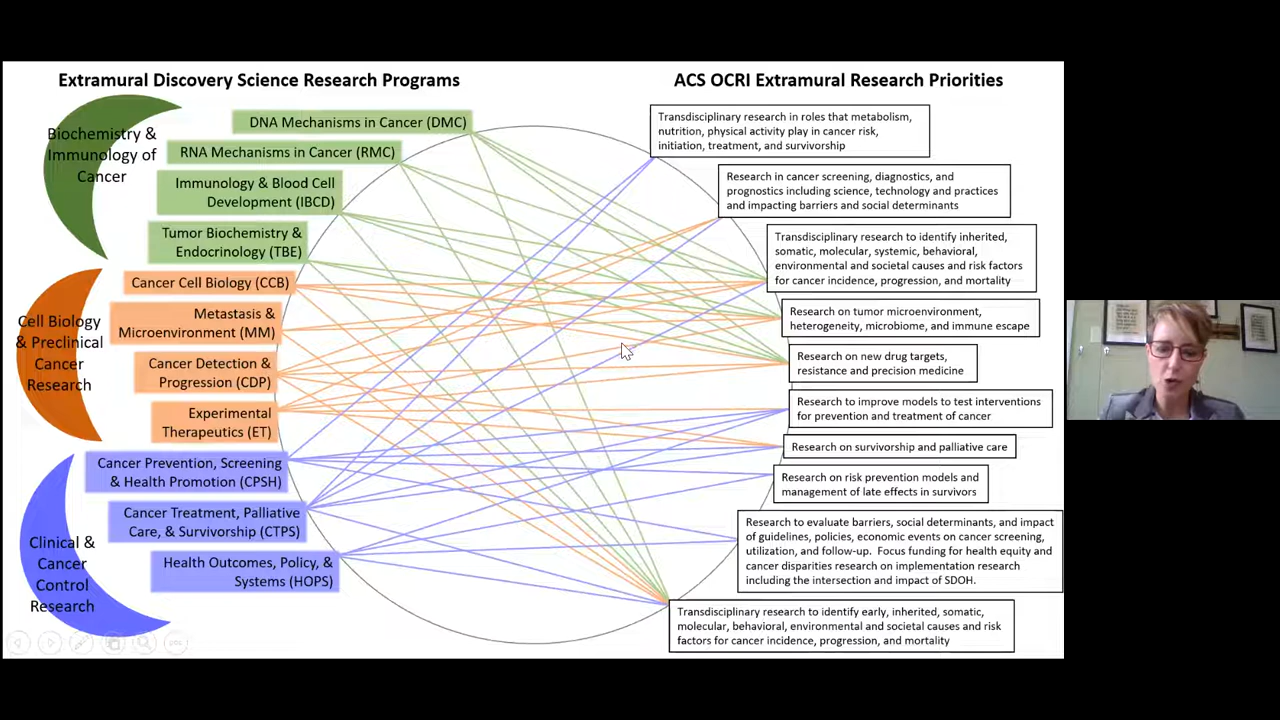 Extramural Discovery Science Research Programs
ACS OCRI Extramural Research Priorities
Biochemistry &
Immunology of
Cancer
DNA Mechanisms in Cancer (DMC)
RNA Mechanisms in Cancer (RMC)
Immunology & Blood Cell
Development (IBCD)
Tumor Biochemistry &
Endocrinology (TBE)
Cell Biology
& Preclinical
Cancer
Research
Cancer Cell Biology (CCB)
Metastasis &
Microenvironment (MM)
Cancer Detection &
Progression (CDP)
Experimental
Therapeutics (ET)
Clinical &
Cancer
Control
Research
Cancer Prevention, Screening
& Health Promotion (CPSH)
Cancer Treatment, Palliative
Care, & Survivorship (CTPS)
Health Outcomes, Policy, &
Systems (HOPS)
Transdisciplinary research in roles that metabolism,
nutrition, physical activity play in cancer risk,
initiation, treatment, and survivorship
Research in cancer screening, diagnostics, and
prognostics including science, technology and practices
and impacting barriers and social determinants
Transdisciplinary research to identify inherited,
somatic, molecular, systemic, behavioral,
environmental and societal causes and risk factors
for cancer incidence, progression, and mortality
Research on tumor microenvironment,
heterogeneity, microbiome, and immune escape
Research on new drug targets,
resistance and precision medicine
Research to improve models to test interventions
for prevention and treatment of cancer
Research on survivorship and palliative care
Research on risk prevention models and
management of late effects in survivors
Research to evaluate barriers, social determinants, and impact
of guidelines, policies, economic events on cancer screening,
utilization, and follow-up.  Focus funding for health equity and
cancer disparities research on implementation research
including the intersection and impact of SDOH.
Transdisciplinary research to identify early, inherited, somatic,
molecular, behavioral, environmental and societal causes and risk
factors for cancer incidence, progression, and mortality